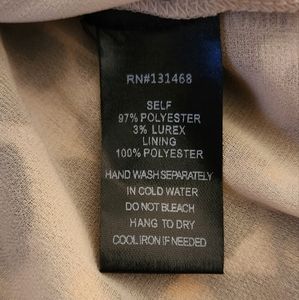 RN#131468
SELF
97% POLYESTER
3% LUREX
LINING
100% POLYESTER
HAND WASH SEPARATELY
IN COLD WATER
DO NOT BLEACH
HANG TO DRY
COOL IRON IF NEEDED